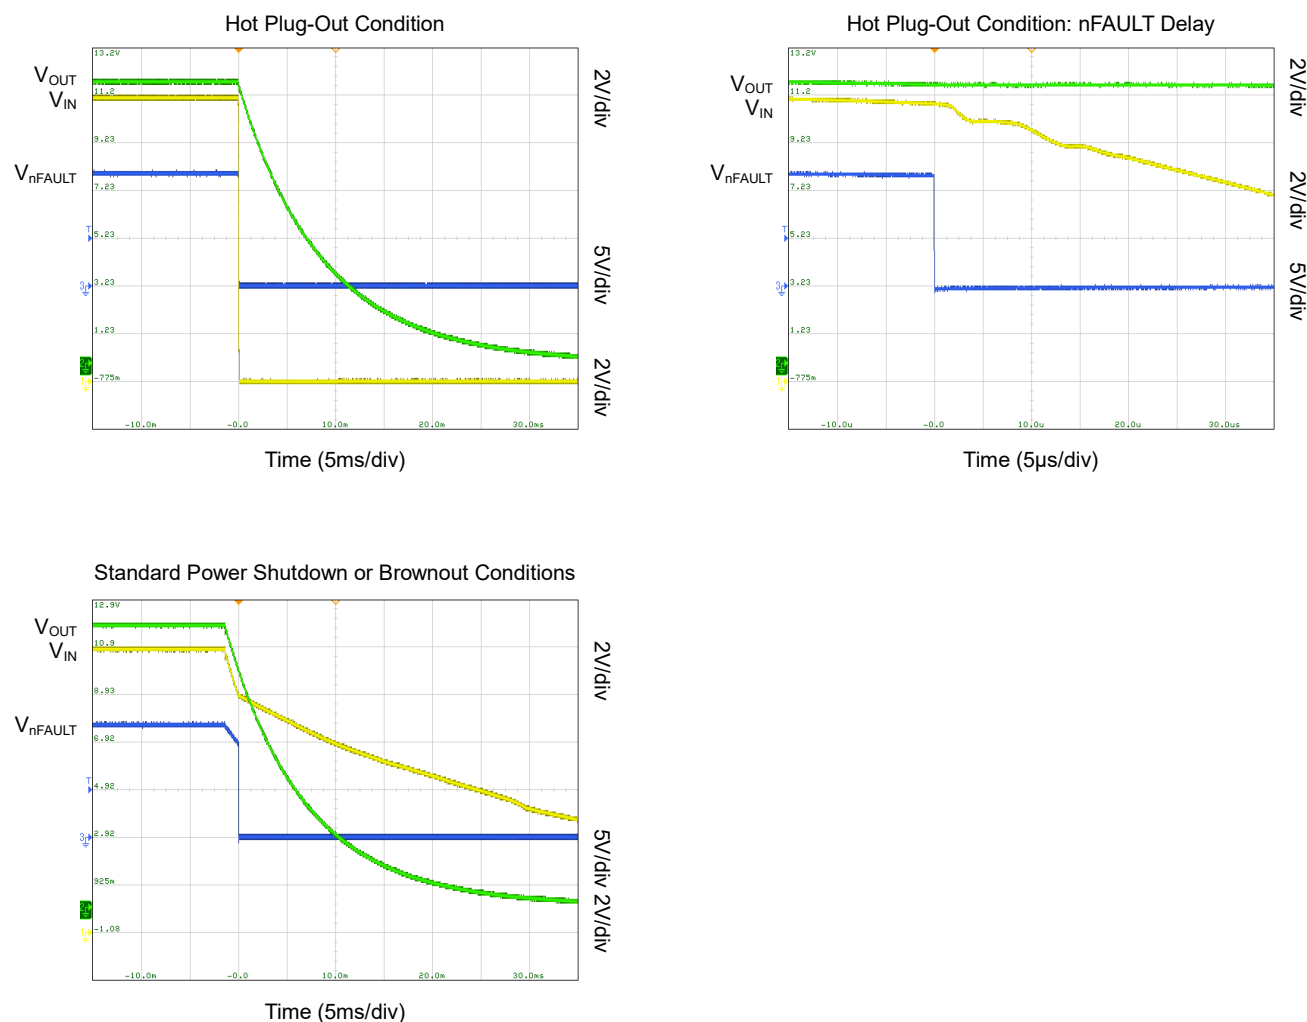 Hot Plug-Out Condition
VOUT
VIN
VnFAULT
13.2V
11.2
9.23
7.23
5.23
3.23
1.23
-775m
T
3
1
-10.0m -0.0 10.0m 20.0m 30.0ms
2V/div
5V/div
2V/div
Time (5ms/div)
Hot Plug-Out Condition: nFAULT Delay
VOUT
VIN
VnFAULT
13.2V
11.2
9.23
7.23
5.23
3.23
1.23
-775m
T
3
1
-10.0u -0.0 10.0u 20.0u 30.0us
2V/div
2V/div
5V/div
Time (5µs/div)
Standard Power Shutdown or Brownout Conditions
VOUT
VIN
VnFAULT
12.9V
10.9
8.93
6.92
4.92
2.92
925m
-1.08
T
3
1
-10.0m -0.0 10.0m 20.0m 30.0ms
2V/div
5V/div 2V/div
Time (5ms/div)